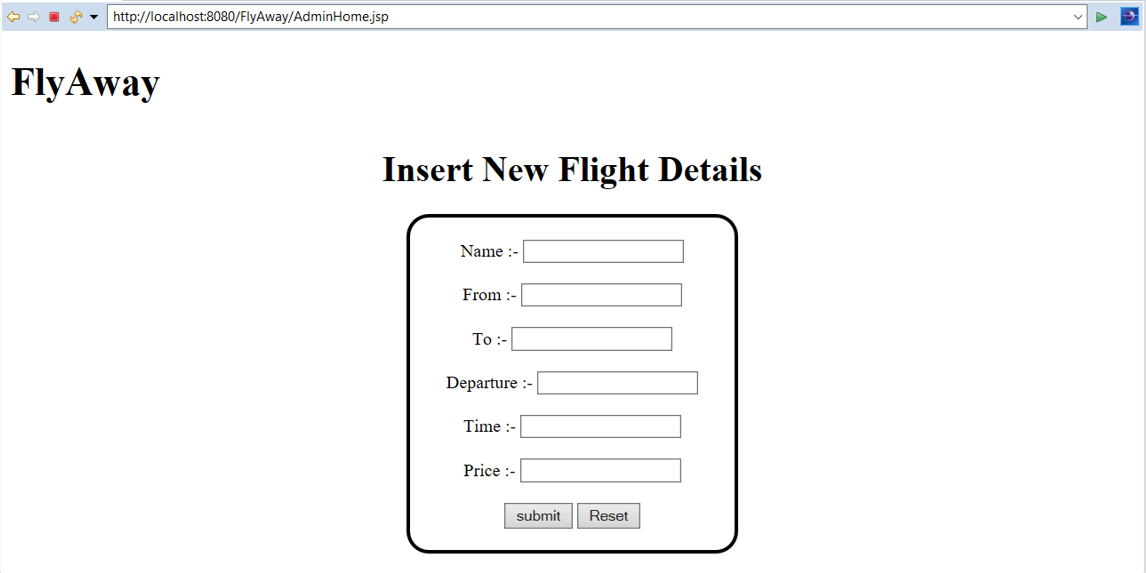 http://localhost:8080/FlyAway/AdminHome.jsp
FlyAway
Insert New Flight Details
Name :-
From :-
To :-
Departure :-
Time :-
Price :-
submit Reset